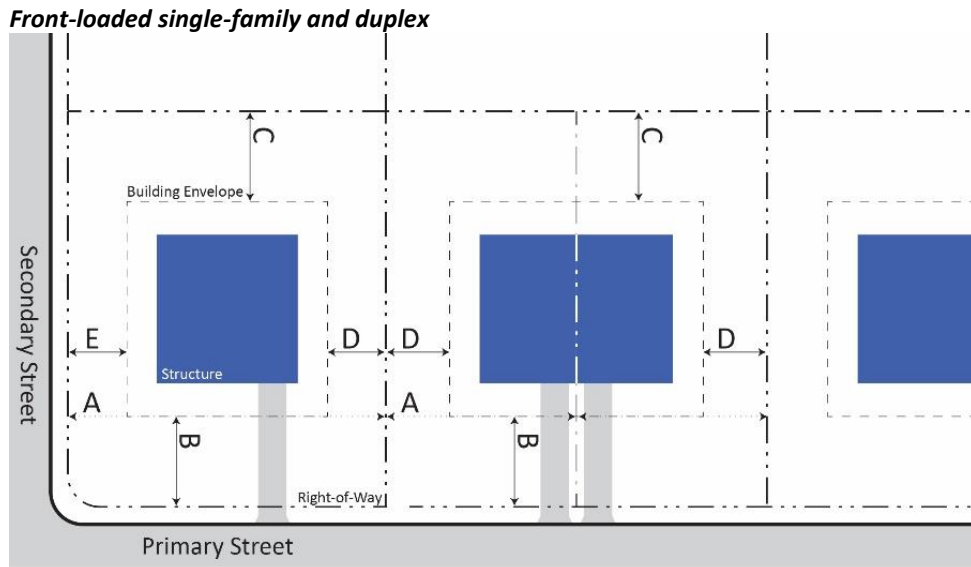 Front-loaded single-family and duplex
C
C
Building Envelope
Secondary Street
E
D
D
D
Structure
A
A
B
B
Right-of-Way
Primary Street